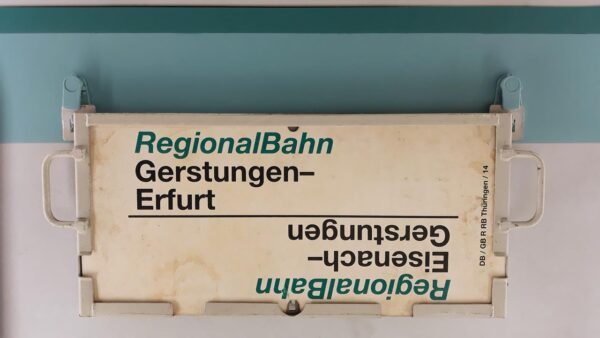 RegionalBahn
Gerstungen–
Erfurt
RegionalBahn
Eisenach–
Gerstungen
DB / GB R RB Thüringen / 14